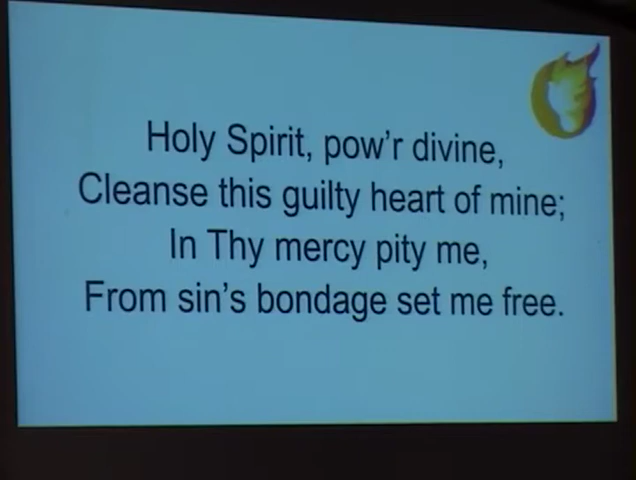 Holy Spirit, pow'r divine,
Cleanse this guilty heart of mine;
In Thy mercy pity me,
From sin's bondage set me free.